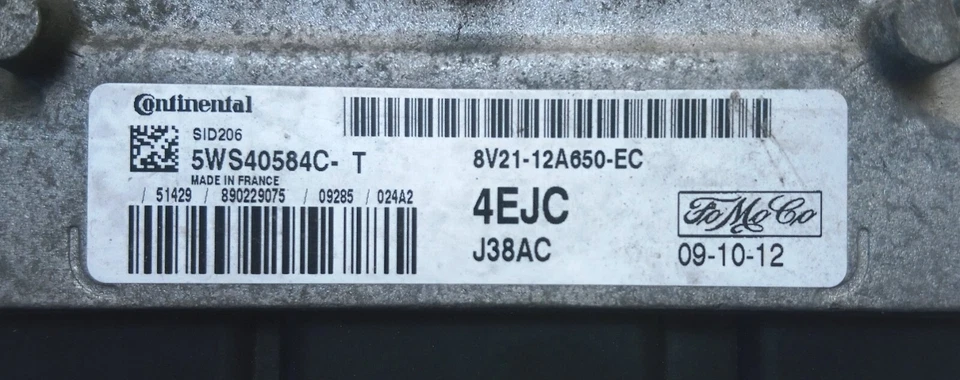 Continental
SID206
5WS40584C- T
MADE IN FRANCE
/ 51429 / 890229075 / 09285 / 024A2
8V21-12A650-EC
4EJC
J38AC
FoMoCo
09-10-12